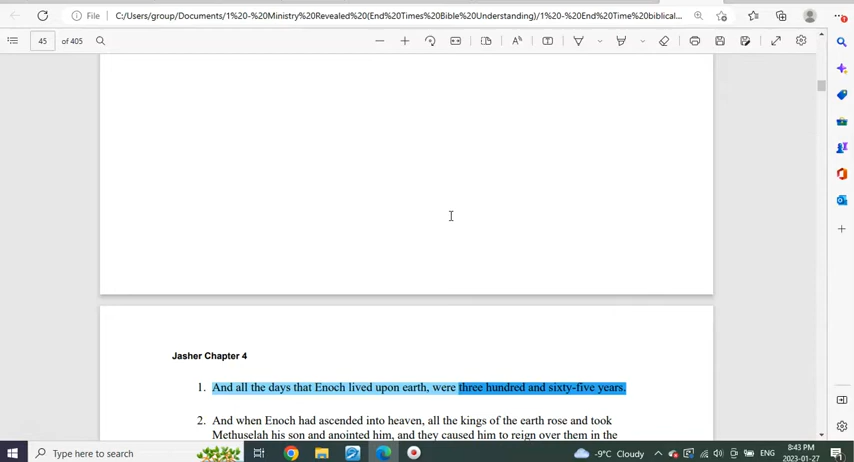 File
C:/Users/group/Documents/1%20-%20Ministry%20Revealed(End%20Times%20Bible%20Understanding)/1%20-%20End%20Time%20biblical...
45 of 405
Jasher Chapter 4
1. And all the days that Enoch lived upon earth, were three hundred and sixty-five years.
2. And when Enoch had ascended into heaven, all the kings of the earth rose and took
Methuselah his son and anointed him, and they caused him to reign over them in the
Type here to search
-9°C Cloudy
ENG
8:43 PM
2023-01-27